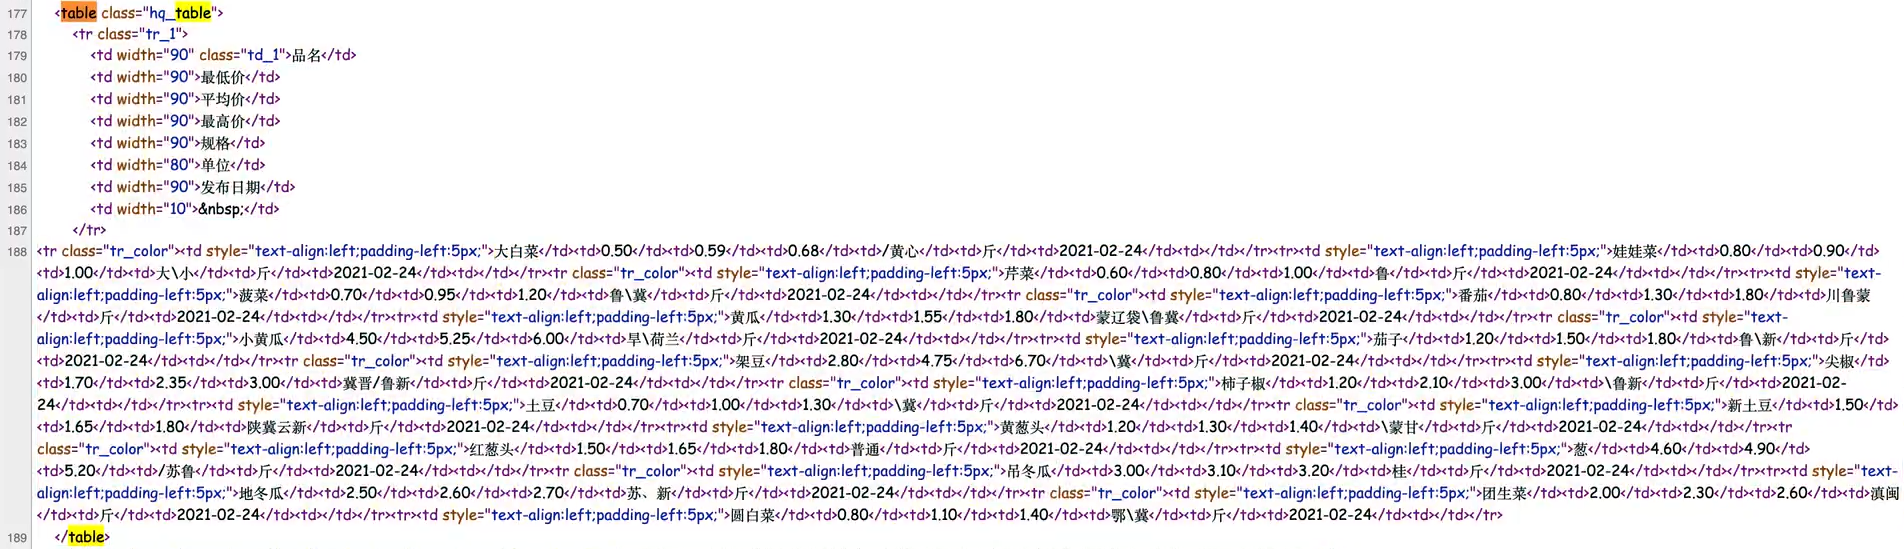 177 <table class="hq_table">
178 <tr class="tr_1">
179 <td width="90" class="td_1">品名</td>
180 <td width="90">最低价</td>
181 <td width="90">平均价</td>
182 <td width="90">最高价</td>
183 <td width="90">规格</td>
184 <td width="80">单位</td>
185 <td width="90">发布日期</td>
186 <td width="10">&nbsp;</td>
187 </tr>
188 <tr class="tr_color"><td style="text-align:left;padding-left:5px;">大白菜</td><td>0.50</td><td>0.59</td><td>0.68</td><td>/黄心</td><td>斤</td><td>2021-02-24</td><td></td></tr><tr><td style="text-align:left;padding-left:5px;">娃娃菜</td><td>0.80</td><td>0.90</td>
<td>1.00</td><td>大\小</td><td>斤</td><td>2021-02-24</td><td></td></tr><tr class="tr_color"><td style="text-align:left;padding-left:5px;">芹菜</td><td>0.60</td><td>0.80</td><td>1.00</td><td>鲁</td><td>斤</td><td>2021-02-24</td><td></td></tr><tr><td style="text-
align:left;padding-left:5px;">菠菜</td><td>0.70</td><td>0.95</td><td>1.20</td><td>鲁\冀</td><td>斤</td><td>2021-02-24</td><td></td></tr><tr class="tr_color"><td style="text-align:left;padding-left:5px;">番茄</td><td>0.80</td><td>1.30</td><td>1.80</td><td>川鲁蒙
</td><td>斤</td><td>2021-02-24</td><td></td></tr><tr><td style="text-align:left;padding-left:5px;">黄瓜</td><td>1.30</td><td>1.55</td><td>1.80</td><td>蒙辽袋\鲁冀</td><td>斤</td><td>2021-02-24</td><td></td></tr><tr class="tr_color"><td style="text-
align:left;padding-left:5px;">小黄瓜</td><td>4.50</td><td>5.25</td><td>6.00</td><td>旱\荷兰</td><td>斤</td><td>2021-02-24</td><td></td></tr><tr><td style="text-align:left;padding-left:5px;">茄子</td><td>1.20</td><td>1.50</td><td>1.80</td><td>鲁\新</td><td>斤</td>
<td>2021-02-24</td><td></td></tr><tr class="tr_color"><td style="text-align:left;padding-left:5px;">架豆</td><td>2.80</td><td>4.75</td><td>6.70</td><td>\冀</td><td>斤</td><td>2021-02-24</td><td></td></tr><tr><td style="text-align:left;padding-left:5px;">尖椒</td>
<td>1.70</td><td>2.35</td><td>3.00</td><td>冀晋/鲁新</td><td>斤</td><td>2021-02-24</td><td></td></tr><tr class="tr_color"><td style="text-align:left;padding-left:5px;">柿子椒</td><td>1.20</td><td>2.10</td><td>3.00</td><td>\鲁新</td><td>斤</td><td>2021-02-
24</td><td></td></tr><tr><td style="text-align:left;padding-left:5px;">土豆</td><td>0.70</td><td>1.00</td><td>1.30</td><td>\冀</td><td>斤</td><td>2021-02-24</td><td></td></tr><tr class="tr_color"><td style="text-align:left;padding-left:5px;">新土豆</td><td>1.50</td>
<td>1.65</td><td>1.80</td><td>陕冀云新</td><td>斤</td><td>2021-02-24</td><td></td></tr><tr><td style="text-align:left;padding-left:5px;">黄葱头</td><td>1.20</td><td>1.30</td><td>1.40</td><td>\蒙甘</td><td>斤</td><td>2021-02-24</td><td></td></tr><tr
class="tr_color"><td style="text-align:left;padding-left:5px;">红葱头</td><td>1.50</td><td>1.65</td><td>1.80</td><td>普通</td><td>斤</td><td>2021-02-24</td><td></td></tr><tr><td style="text-align:left;padding-left:5px;">葱</td><td>4.60</td><td>4.90</td>
<td>5.20</td><td>/苏鲁</td><td>斤</td><td>2021-02-24</td><td></td></tr><tr class="tr_color"><td style="text-align:left;padding-left:5px;">吊冬瓜</td><td>3.00</td><td>3.10</td><td>3.20</td><td>桂</td><td>斤</td><td>2021-02-24</td><td></td></tr><tr><td style="text-
align:left;padding-left:5px;">地冬瓜</td><td>2.50</td><td>2.60</td><td>2.70</td><td>苏、新</td><td>斤</td><td>2021-02-24</td><td></td></tr><tr class="tr_color"><td style="text-align:left;padding-left:5px;">团生菜</td><td>2.00</td><td>2.30</td><td>2.60</td><td>滇闽
</td><td>斤</td><td>2021-02-24</td><td></td></tr><tr><td style="text-align:left;padding-left:5px;">圆白菜</td><td>0.80</td><td>1.10</td><td>1.40</td><td>鄂\冀</td><td>斤</td><td>2021-02-24</td><td></td></tr>
189 </table>